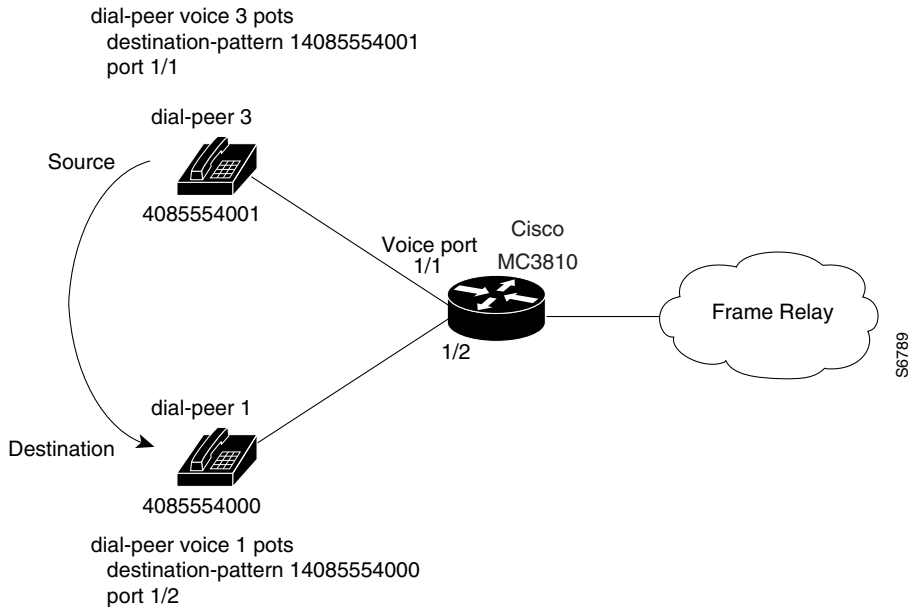 dial-peer voice 3 pots
destination-pattern 14085554001
port 1/1
dial-peer 3
Source
4085554001
Voice port
1/1
Cisco
MC3810
Frame Relay
1/2
S6789
dial-peer 1
Destination
4085554000
dial-peer voice 1 pots
destination-pattern 14085554000
port 1/2